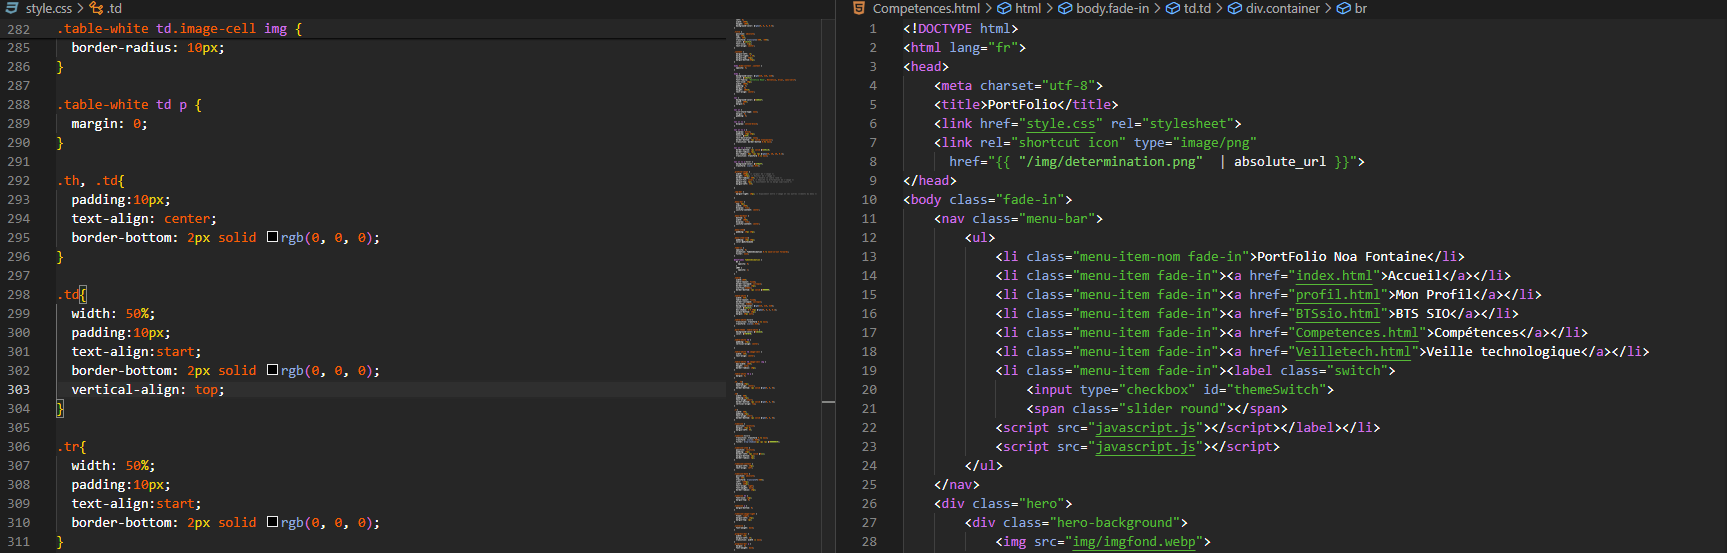 style.css > .td
282 .table-white td.image-cell img {
285 border-radius: 10px;
286 }
287
288 .table-white td p {
289 margin: 0;
290 }
291
292 .th, .td{
293 padding:10px;
294 text-align: center;
295 border-bottom: 2px solid rgb(0, 0, 0);
296 }
297
298 .td{
299 width: 50%;
300 padding:10px;
301 text-align:start;
302 border-bottom: 2px solid rgb(0, 0, 0);
303 vertical-align: top;
304 }
305
306 .tr{
307 width: 50%;
308 padding:10px;
309 text-align:start;
310 border-bottom: 2px solid rgb(0, 0, 0);
311 }
Competences.html > html > body.fade-in > td.td > div.container > br
1 <!DOCTYPE html>
2 <html lang="fr">
3 <head>
4 <meta charset="utf-8">
5 <title>PortFolio</title>
6 <link href="style.css" rel="stylesheet">
7 <link rel="shortcut icon" type="image/png"
8 href="{{ "/img/determination.png" | absolute_url }}">
9 </head>
10 <body class="fade-in">
11 <nav class="menu-bar">
12 <ul>
13 <li class="menu-item-nom fade-in">PortFolio Noa Fontaine</li>
14 <li class="menu-item fade-in"><a href="index.html">Accueil</a></li>
15 <li class="menu-item fade-in"><a href="profil.html">Mon Profil</a></li>
16 <li class="menu-item fade-in"><a href="BTSsio.html">BTS SIO</a></li>
17 <li class="menu-item fade-in"><a href="Competences.html">Compétences</a></li>
18 <li class="menu-item fade-in"><a href="Veilletech.html">Veille technologique</a></li>
19 <li class="menu-item fade-in"><label class="switch">
20 <input type="checkbox" id="themeSwitch">
21 <span class="slider round"></span>
22 <script src="javascript.js"></script></label></li>
23 <script src="javascript.js"></script>
24 </ul>
25 </nav>
26 <div class="hero">
27 <div class="hero-background">
28 <img src="img/imgfond.webp">